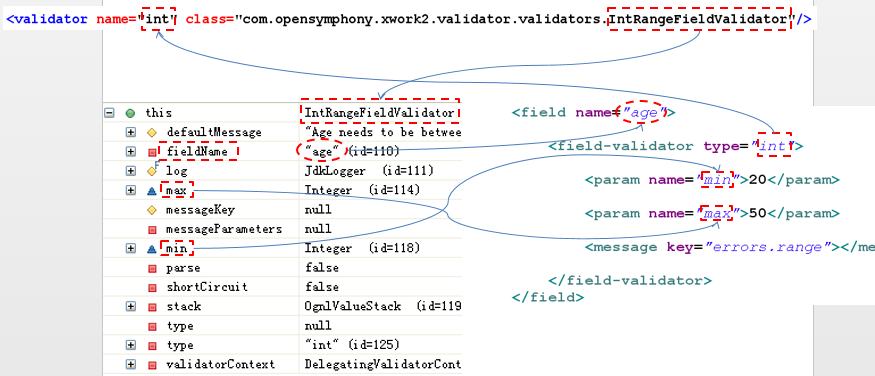 <validator name="int" class="com.opensymphony.xwork2.validator.validators.IntRangeFieldValidator"/>
this IntRangeFieldValidator
defaultMessage "Age needs to be betwee
fieldName "age" (id=110)
F log JdkLogger (id=111)
max Integer (id=114)
messageKey null
messageParameters null
min Integer (id=118)
parse false
shortCircuit false
stack OgnlValueStack (id=119
type null
type "int" (id=125)
validatorContext DelegatingValidatorCont
<field name="age">
<field-validator type="int">
<param name="min">20</param>
<param name="max">50</param>
<message key="errors.range"></me
</field-validator>
</field>